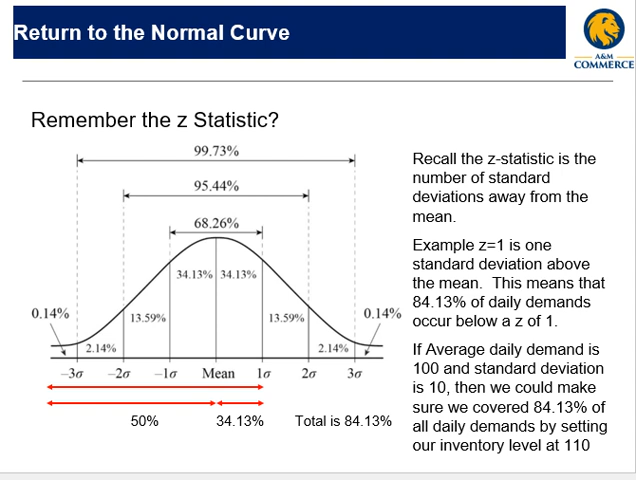 Return to the Normal Curve
A&M
COMMERCE
Remember the z Statistic?
99.73%
95.44%
68.26%
34.13% 34.13%
0.14% 13.59% 13.59% 0.14%
2.14% 2.14%
−3σ −2σ −1σ Mean 1σ 2σ 3σ
50% 34.13% Total is 84.13%
Recall the z-statistic is the
number of standard
deviations away from the
mean.
Example z=1 is one
standard deviation above
the mean. This means that
84.13% of daily demands
occur below a z of 1.
If Average daily demand is
100 and standard deviation
is 10, then we could make
sure we covered 84.13% of
all daily demands by setting
our inventory level at 110